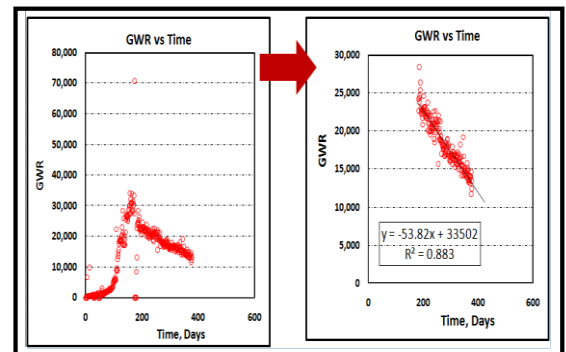 GWR vs Time
80,000
70,000
60,000
50,000
40,000
30,000
20,000
10,000
0
GWR
0 200 400 600
Time, Days
GWR vs Time
30,000
25,000
20,000
15,000
10,000
5,000
0
GWR
y = -53.82x + 33502
R² = 0.883
0 200 400 600
Time, Days